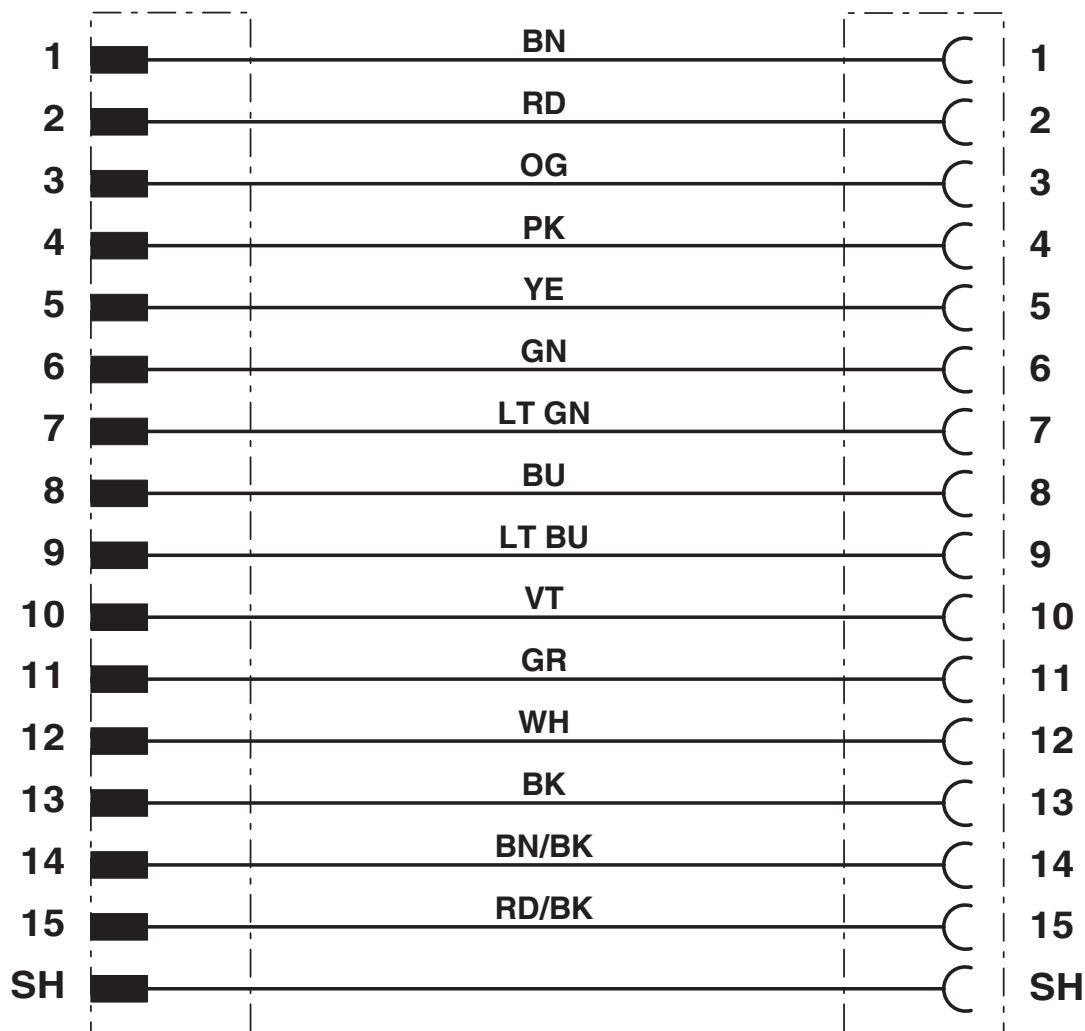 1 BN 1
2 RD 2
3 OG 3
4 PK 4
5 YE 5
6 GN 6
7 LT GN 7
8 BU 8
9 LT BU 9
10 VT 10
11 GR 11
12 WH 12
13 BK 13
14 BN/BK 14
15 RD/BK 15
SH SH